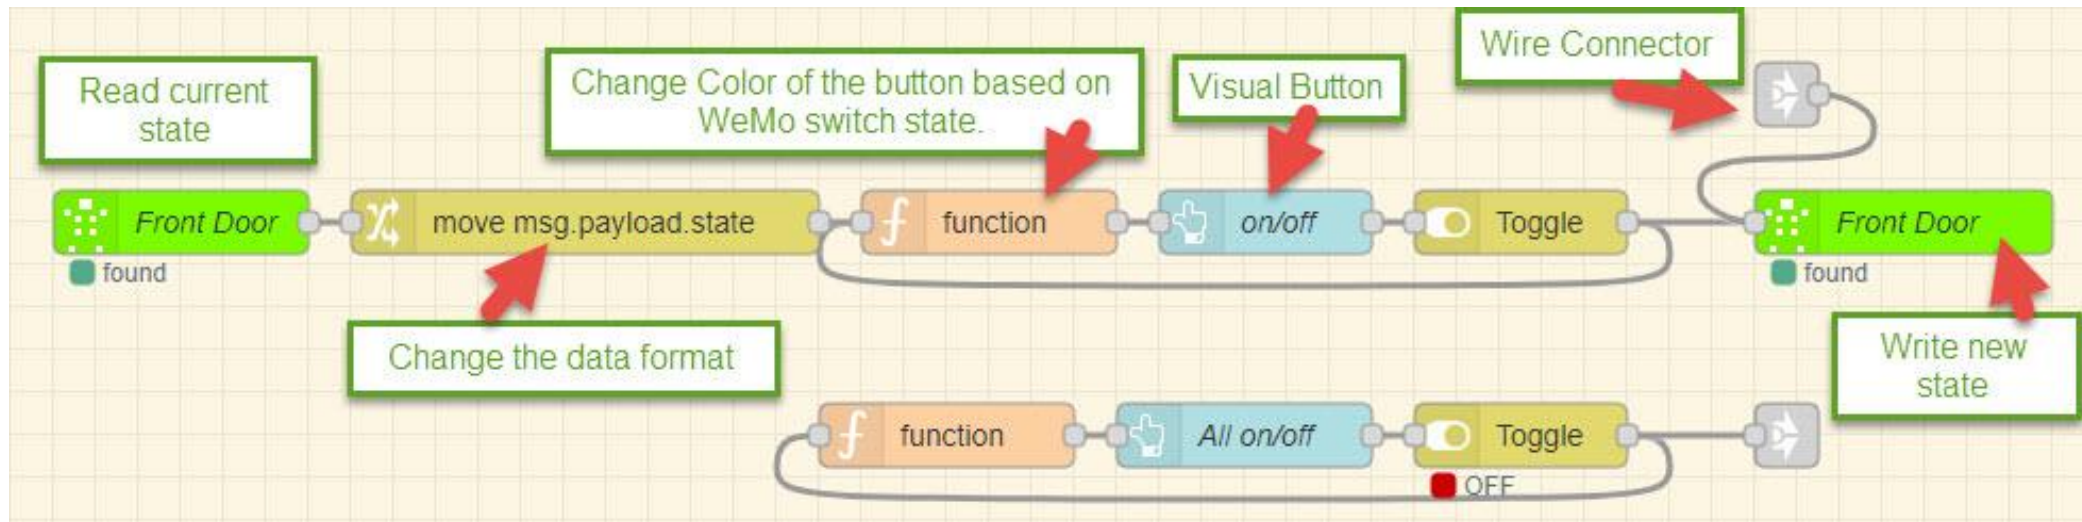 Read current
state
Change Color of the button based on
WeMo switch state.
Visual Button
Wire Connector
Front Door
found
move msg.payload.state
function
on/off
Toggle
Front Door
found
Change the data format
Write new
state
function
All on/off
Toggle
OFF